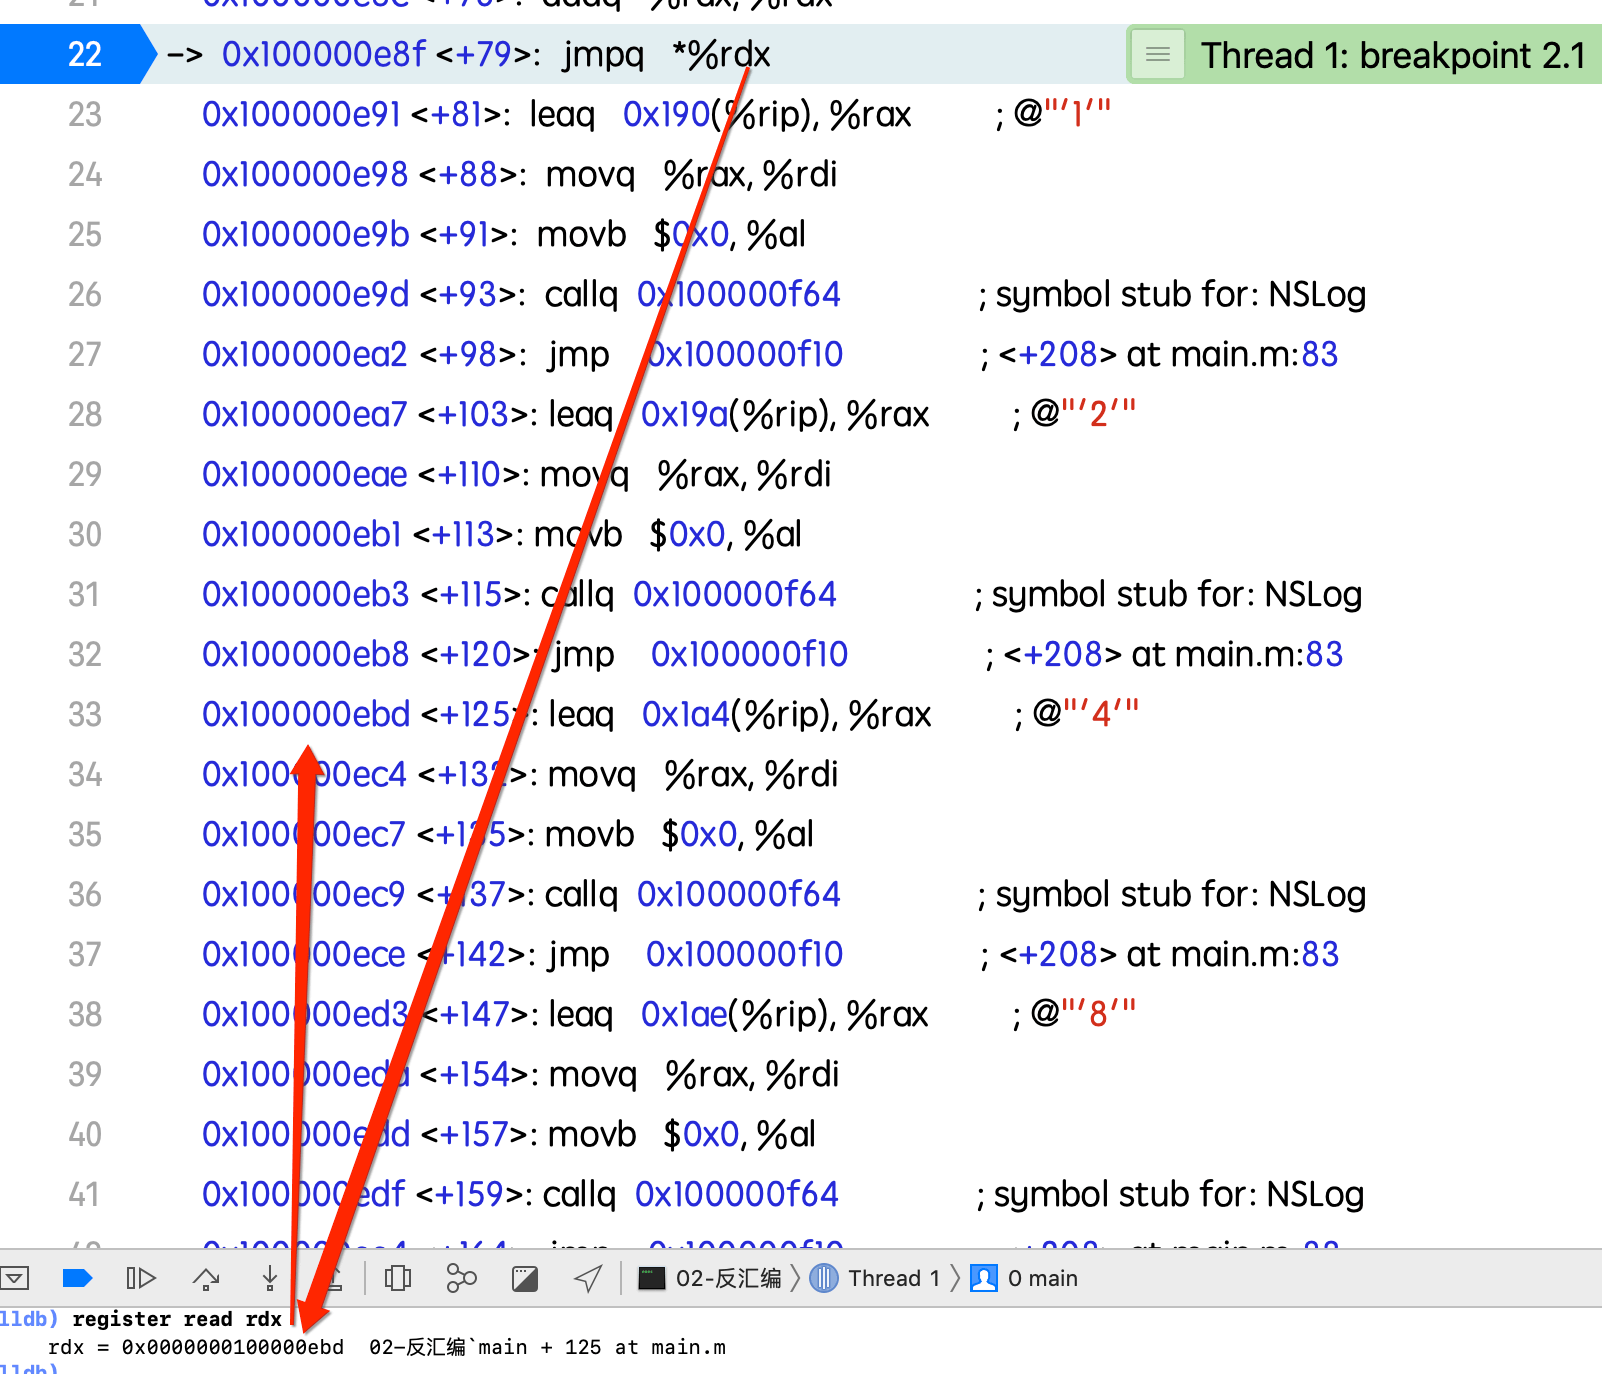 22 -> 0x100000e8f <+79>: jmpq *%rdx Thread 1: breakpoint 2.1
23 0x100000e91 <+81>: leaq 0x190(%rip), %rax ; @"'1'"
24 0x100000e98 <+88>: movq %rax, %rdi
25 0x100000e9b <+91>: movb $0x0, %al
26 0x100000e9d <+93>: callq 0x100000f64 ; symbol stub for: NSLog
27 0x100000ea2 <+98>: jmp 0x100000f10 ; <+208> at main.m:83
28 0x100000ea7 <+103>: leaq 0x19a(%rip), %rax ; @"'2'"
29 0x100000eae <+110>: movq %rax, %rdi
30 0x100000eb1 <+113>: movb $0x0, %al
31 0x100000eb3 <+115>: callq 0x100000f64 ; symbol stub for: NSLog
32 0x100000eb8 <+120>: jmp 0x100000f10 ; <+208> at main.m:83
33 0x100000ebd <+125>: leaq 0x1a4(%rip), %rax ; @"'4'"
34 0x100000ec4 <+132>: movq %rax, %rdi
35 0x100000ec7 <+135>: movb $0x0, %al
36 0x100000ec9 <+137>: callq 0x100000f64 ; symbol stub for: NSLog
37 0x100000ece <+142>: jmp 0x100000f10 ; <+208> at main.m:83
38 0x100000ed3 <+147>: leaq 0x1ae(%rip), %rax ; @"'8'"
39 0x100000eda <+154>: movq %rax, %rdi
40 0x100000edd <+157>: movb $0x0, %al
41 0x100000edf <+159>: callq 0x100000f64 ; symbol stub for: NSLog
02-反汇编 Thread 1 0 main
lldb) register read rdx
rdx = 0x0000000100000ebd 02-反汇编`main + 125 at main.m